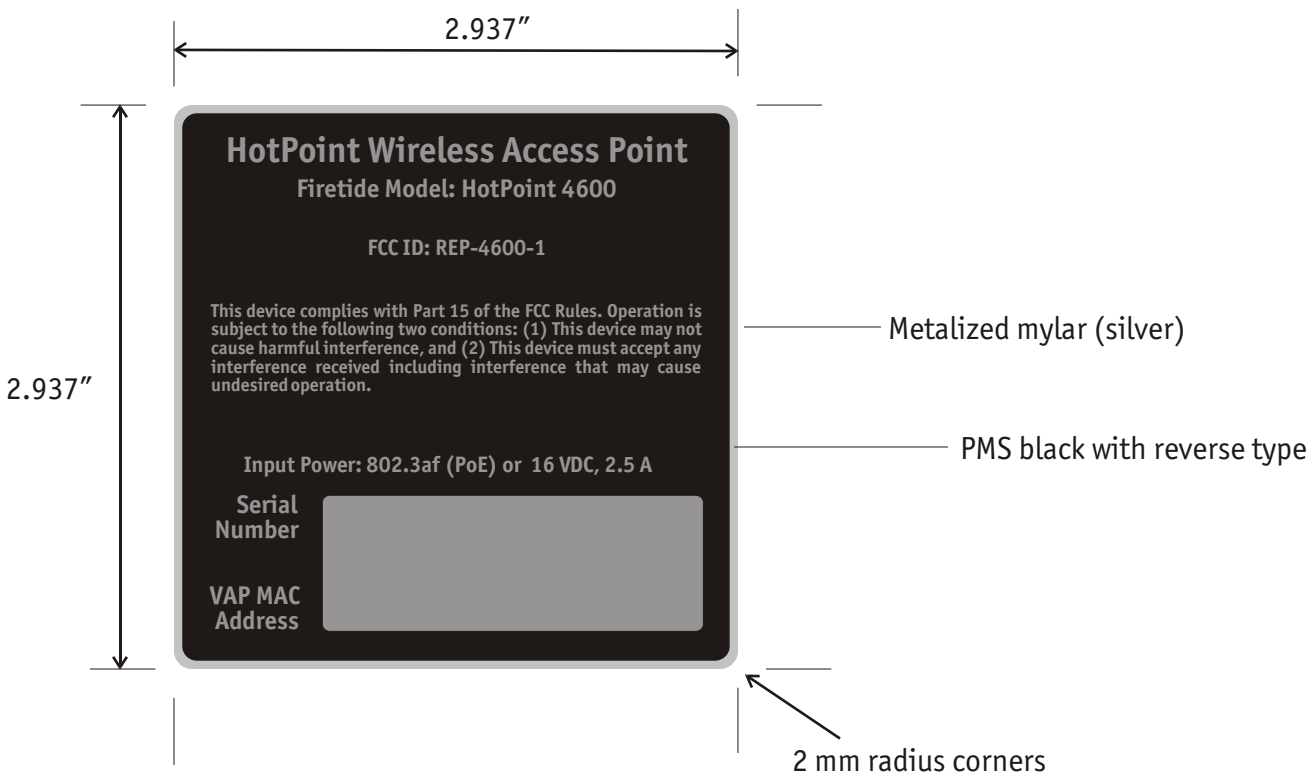 2.937″
HotPoint Wireless Access Point
Firetide Model: HotPoint 4600
FCC ID: REP-4600-1
This device complies with Part 15 of the FCC Rules. Operation is
subject to the following two conditions: (1) This device may not
cause harmful interference, and (2) This device must accept any
interference received including interference that may cause
undesired operation.
Metalized mylar (silver)
2.937″
PMS black with reverse type
Input Power: 802.3af (PoE) or 16 VDC, 2.5 A
Serial
Number
VAP MAC
Address
2 mm radius corners